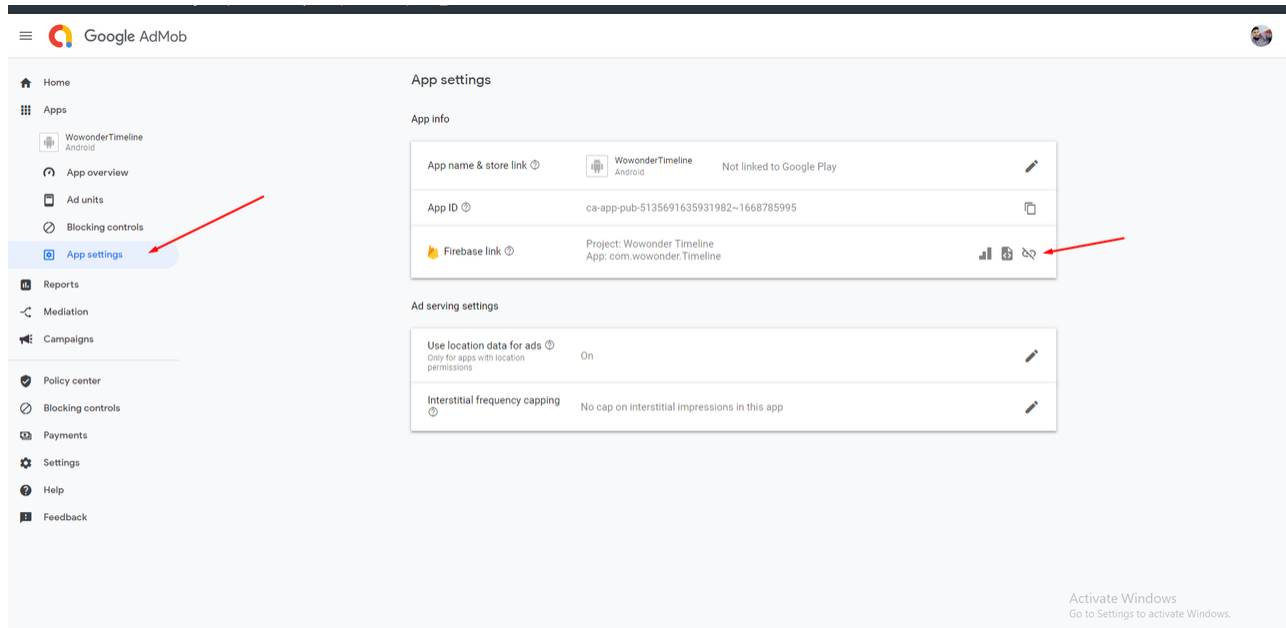 Google AdMob
Home
Apps
WowonderTimeline
Android
App overview
Ad units
Blocking controls
App settings
Reports
Mediation
Campaigns
Policy center
Blocking controls
Payments
Settings
Help
Feedback
App settings
App info
App name & store link
WowonderTimeline
Android
Not linked to Google Play
App ID
ca-app-pub-5135691635931982~1668785995
Firebase link
Project: Wowonder Timeline
App: com.wowonder.Timeline
Ad serving settings
Use location data for ads
Only for apps with location
permissions
On
Interstitial frequency capping
No cap on interstitial impressions in this app
Activate Windows
Go to Settings to activate Windows.